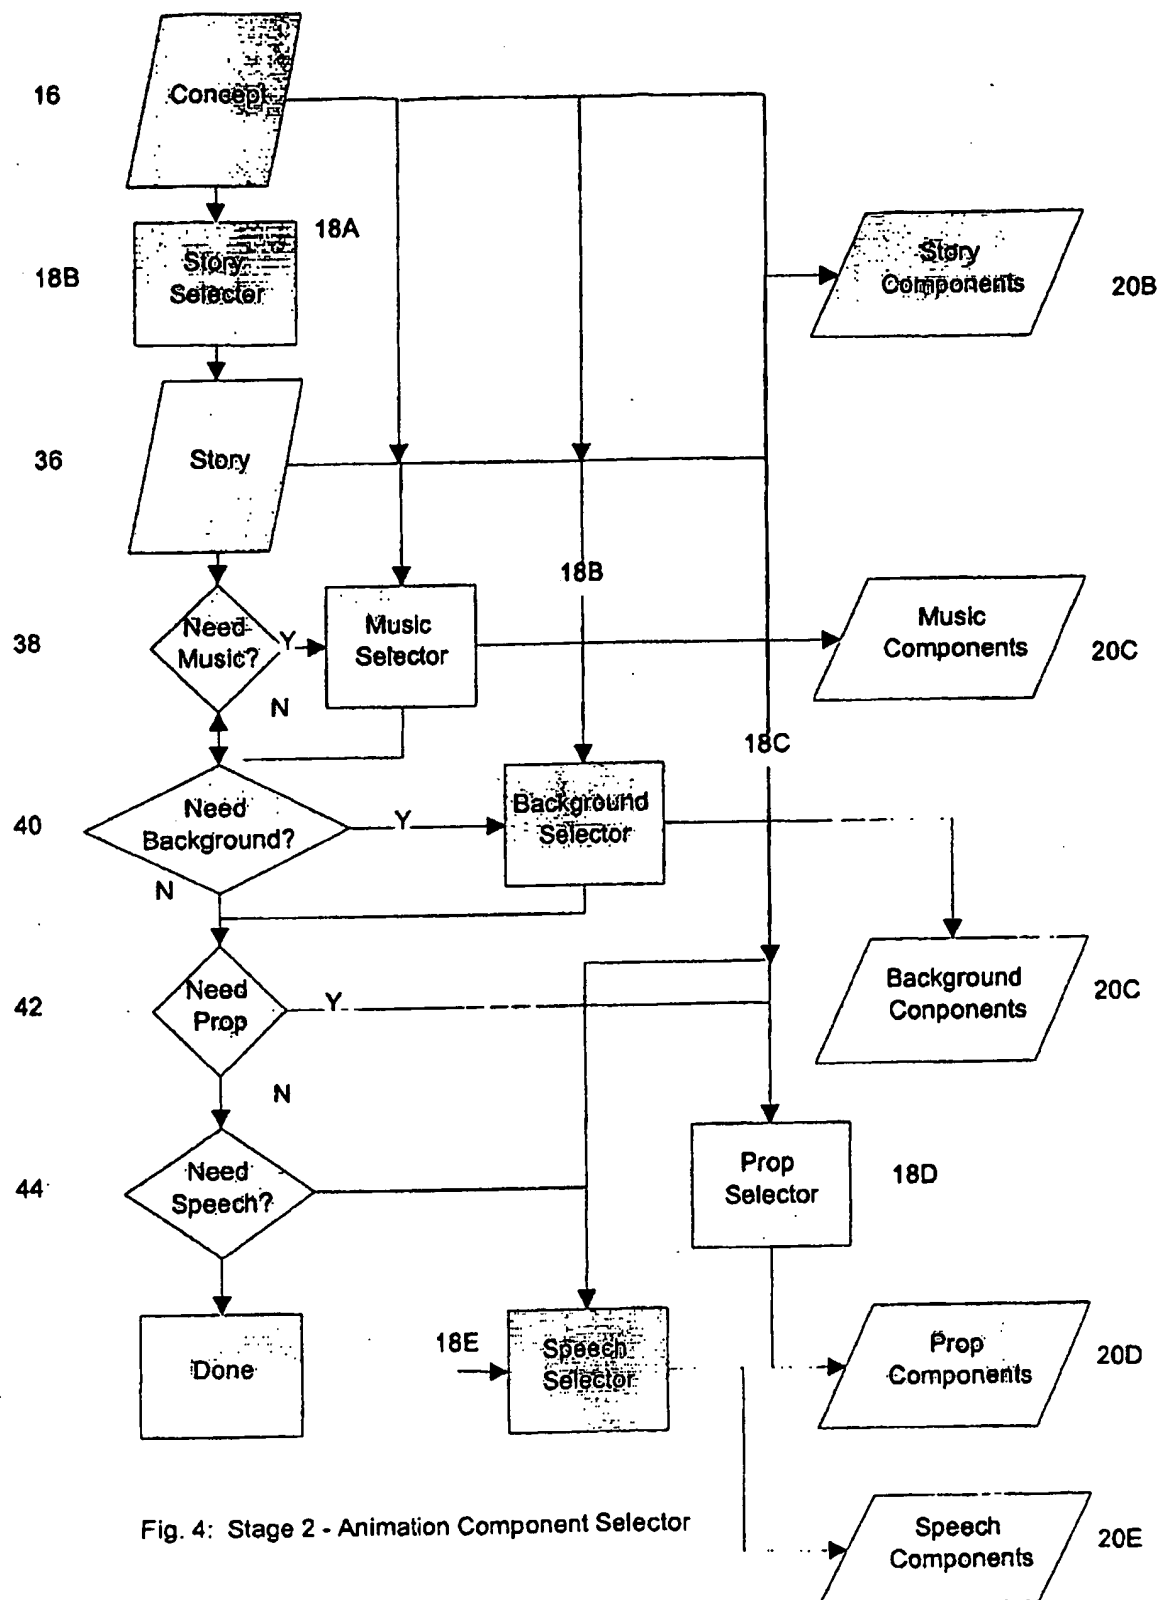 16
Concept
18A
18B
Story
Selector
Story
Components
20B
36
Story
18B
38
Need
Music?
Y
Music
Selector
Music
Components
20C
N
18C
40
Need
Background?
Y
Background
Selector
N
Background
Conponents
20C
42
Need
Prop
Y
N
44
Need
Speech?
Prop
Selector
18D
Done
18E
Speech
Selector
Prop
Components
20D
Fig. 4: Stage 2 - Animation Component Selector
Speech
Components
20E